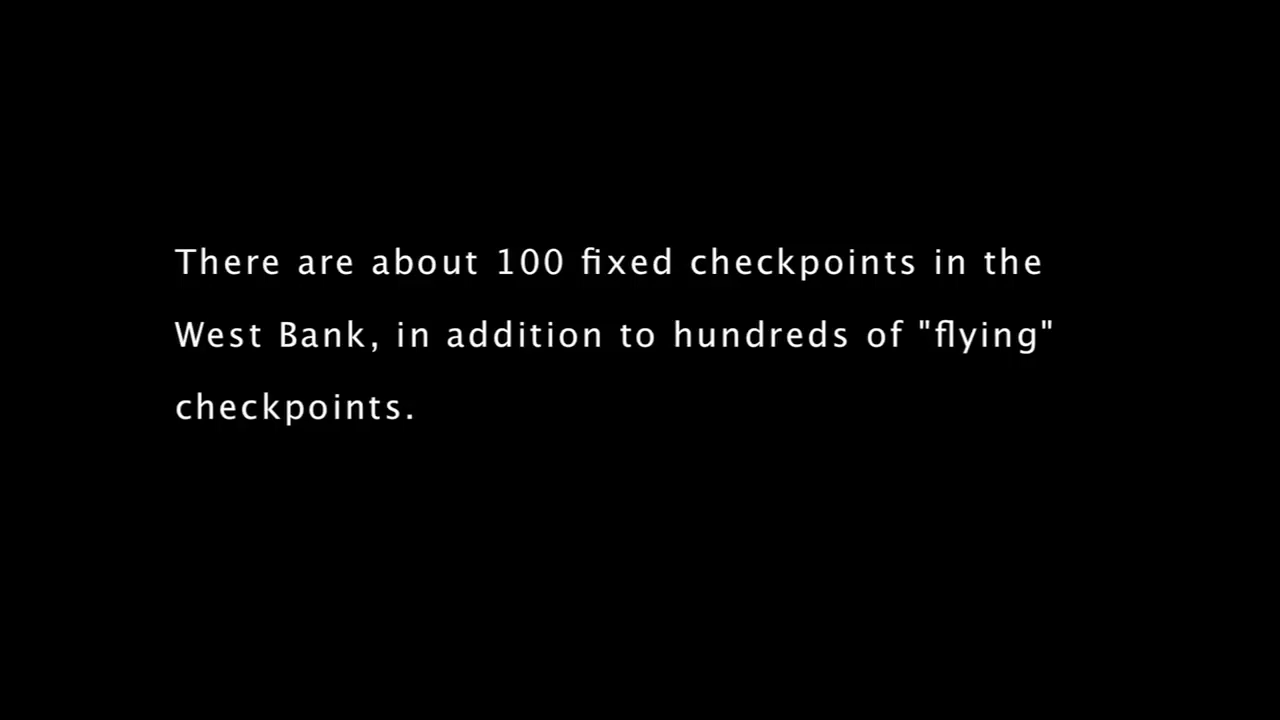 There are about 100 fixed checkpoints in the
West Bank, in addition to hundreds of "flying"
checkpoints.